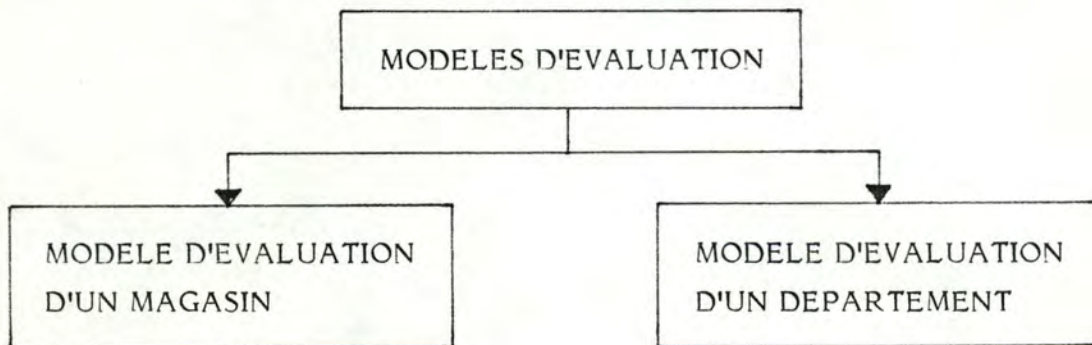 MODELES D'EVALUATION
MODELE D'EVALUATION
D'UN MAGASIN
MODELE D'EVALUATION
D'UN DEPARTEMENT